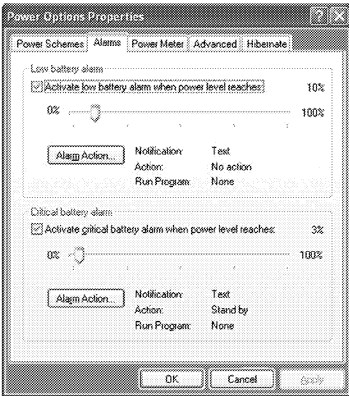 Power Options Properties
Power Schemes Alarms Power Meter Advanced Hibernate
Low battery alarm
Activate low battery alarm when power level reaches: 10%
0% 100%
Alarm Action... Notification: Text
Action: No action
Run Program: None
Critical battery alarm
Activate critical battery alarm when power level reaches: 3%
0% 100%
Alarm Action... Notification: Text
Action: Stand by
Run Program: None
OK Cancel Apply